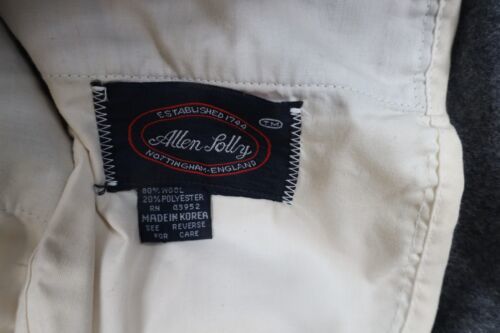 ESTABLISHED 1744
TM
Allen Solly
NOTTINGHAM-ENGLAND
80% WOOL
20% POLYESTER
RN 43952
MADE IN KOREA
SEE REVERSE
FOR CARE